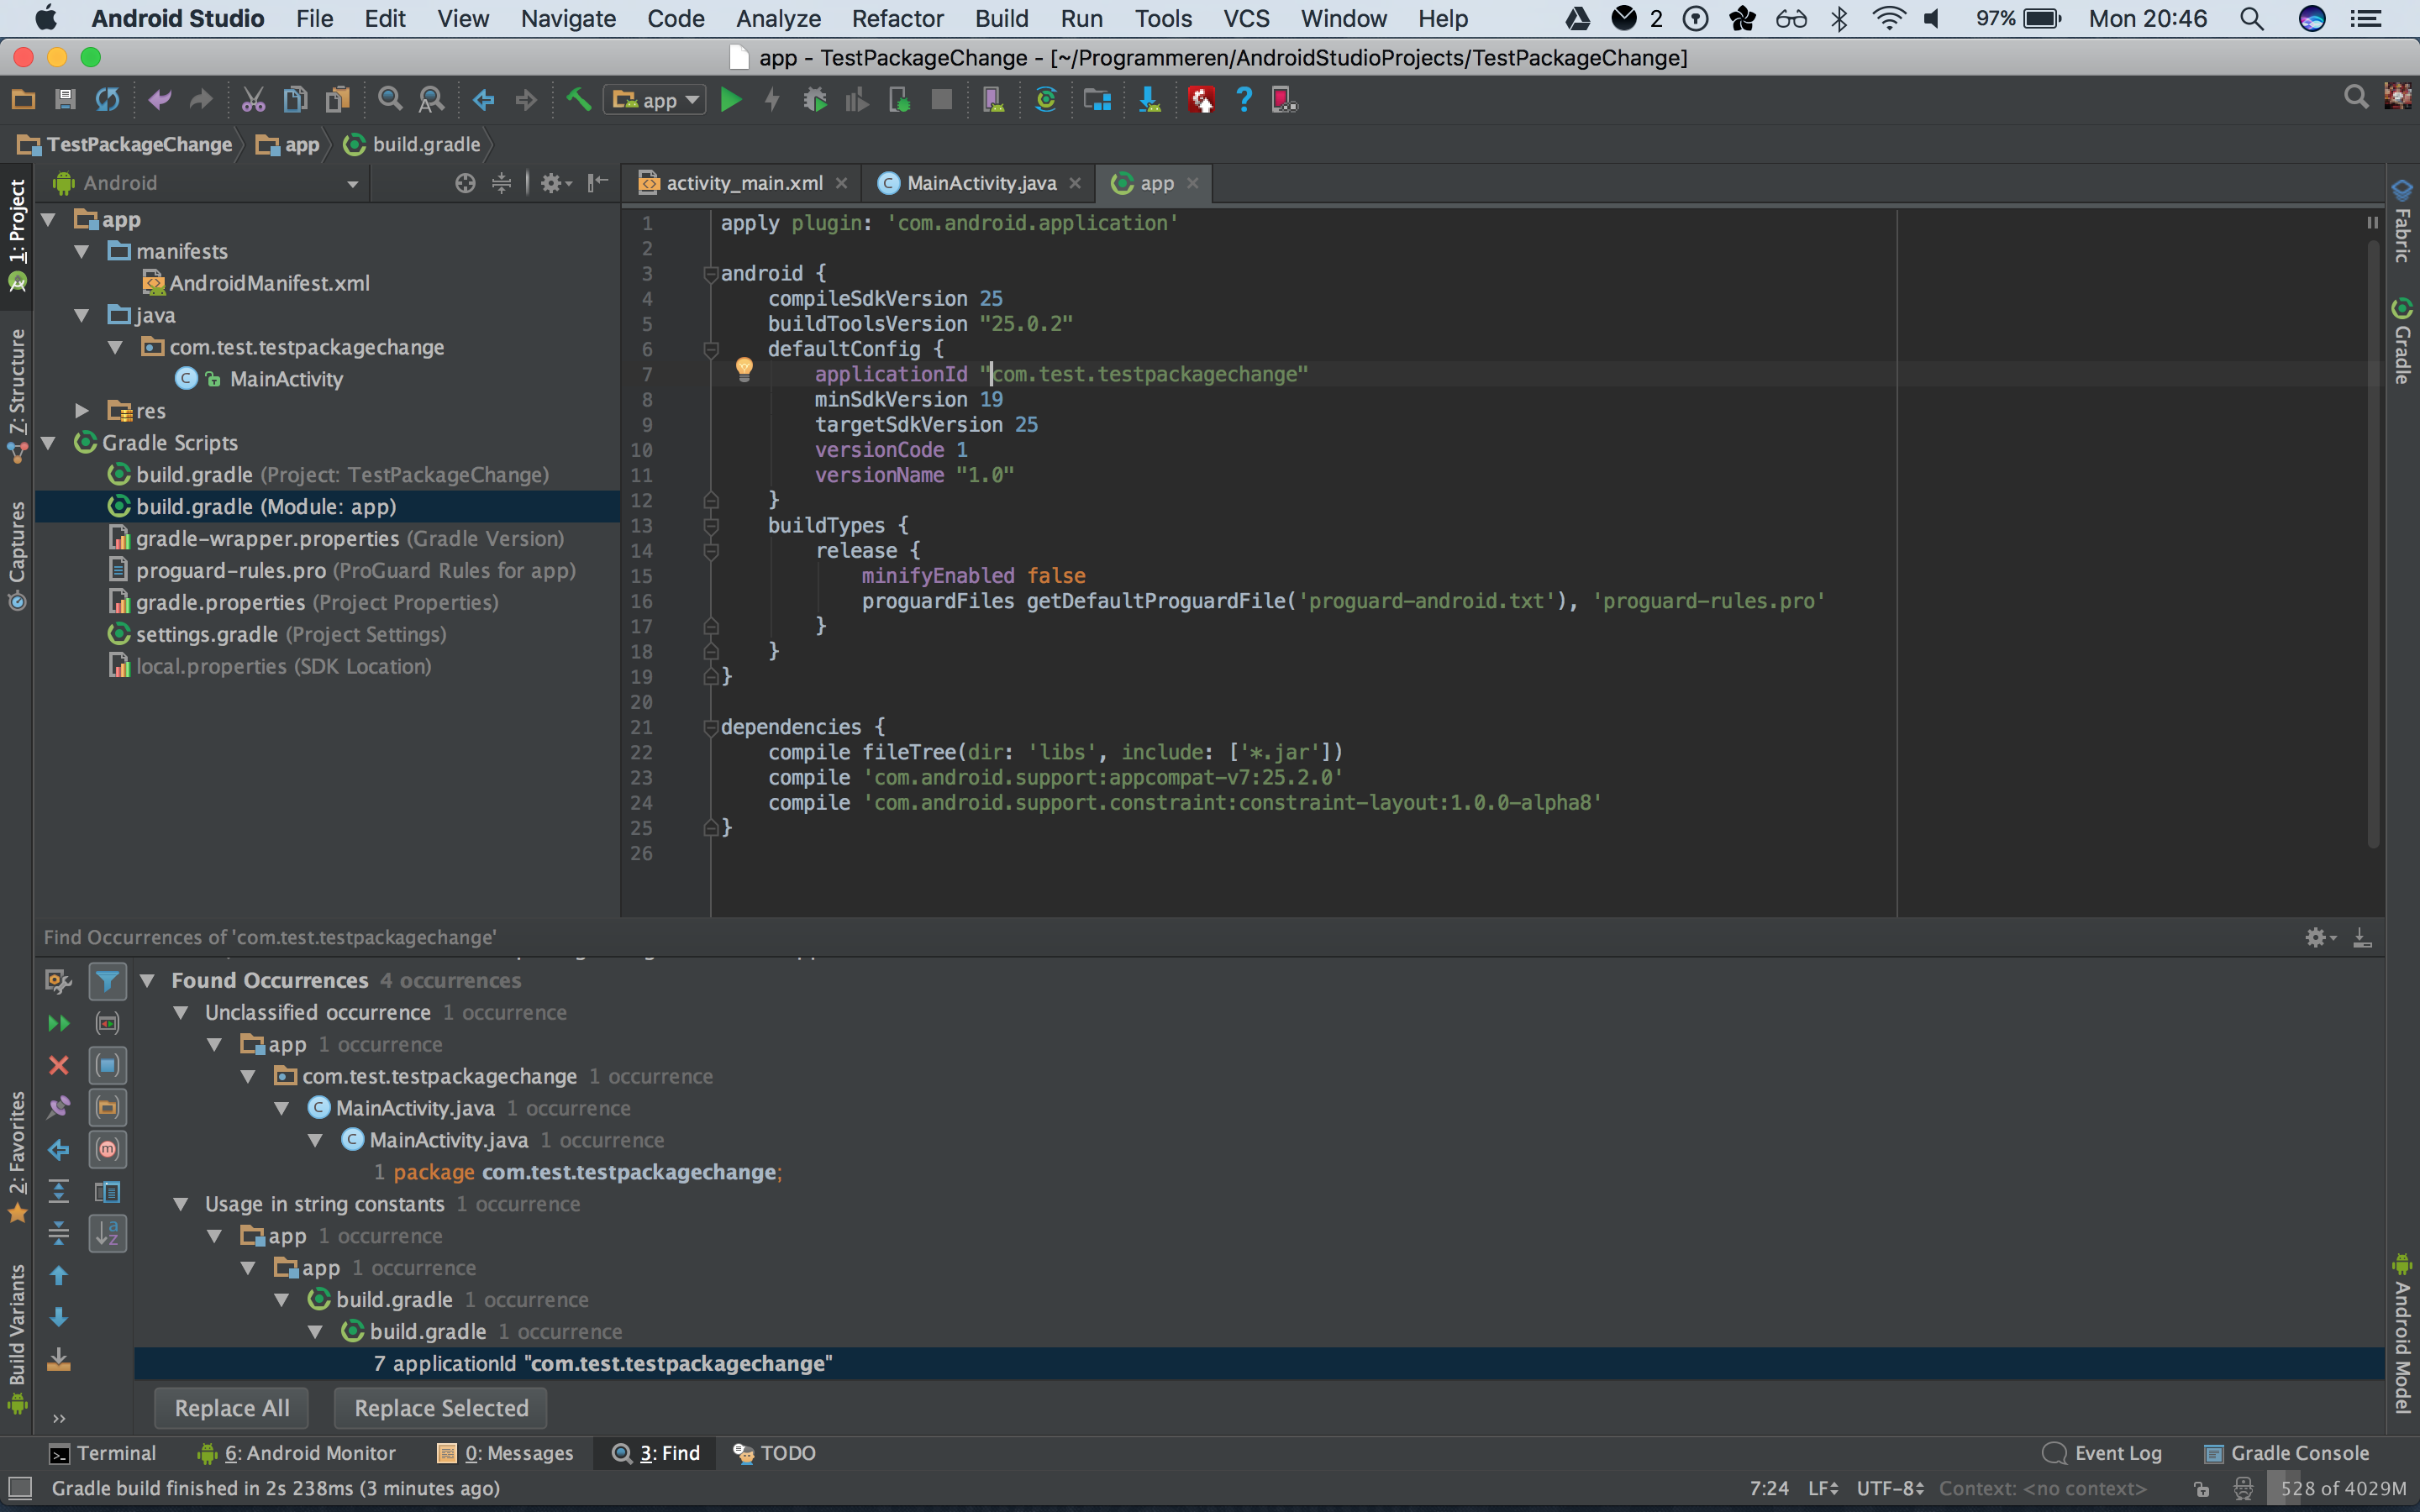 Android Studio File Edit View Navigate Code Analyze Refactor Build Run Tools VCS Window Help 2 97% Mon 20:46
app - TestPackageChange - [~/Programmeren/AndroidStudioProjects/TestPackageChange]
app
TestPackageChange app build.gradle
Android
activity_main.xml MainActivity.java app
1: Project
7: Structure
Captures
2: Favorites
Build Variants
app
manifests
AndroidManifest.xml
java
com.test.testpackagechange
MainActivity
res
Gradle Scripts
build.gradle (Project: TestPackageChange)
build.gradle (Module: app)
gradle-wrapper.properties (Gradle Version)
proguard-rules.pro (ProGuard Rules for app)
gradle.properties (Project Properties)
settings.gradle (Project Settings)
local.properties (SDK Location)
1 apply plugin: 'com.android.application'
2
3 android {
4 compileSdkVersion 25
5 buildToolsVersion "25.0.2"
6 defaultConfig {
7 applicationId "com.test.testpackagechange"
8 minSdkVersion 19
9 targetSdkVersion 25
10 versionCode 1
11 versionName "1.0"
12 }
13 buildTypes {
14 release {
15 minifyEnabled false
16 proguardFiles getDefaultProguardFile('proguard-android.txt'), 'proguard-rules.pro'
17 }
18 }
19 }
20
21 dependencies {
22 compile fileTree(dir: 'libs', include: ['*.jar'])
23 compile 'com.android.support:appcompat-v7:25.2.0'
24 compile 'com.android.support.constraint:constraint-layout:1.0.0-alpha8'
25 }
26
Fabric
Gradle
Android Model
Find Occurrences of 'com.test.testpackagechange'
Found Occurrences 4 occurrences
Unclassified occurrence 1 occurrence
app 1 occurrence
com.test.testpackagechange 1 occurrence
MainActivity.java 1 occurrence
MainActivity.java 1 occurrence
1 package com.test.testpackagechange;
Usage in string constants 1 occurrence
app 1 occurrence
app 1 occurrence
build.gradle 1 occurrence
build.gradle 1 occurrence
7 applicationId "com.test.testpackagechange"
Replace All Replace Selected
Terminal 6: Android Monitor 0: Messages 3: Find TODO Event Log Gradle Console
Gradle build finished in 2s 238ms (3 minutes ago) 7:24 LF UTF-8 Context: <no context> 528 of 4029M